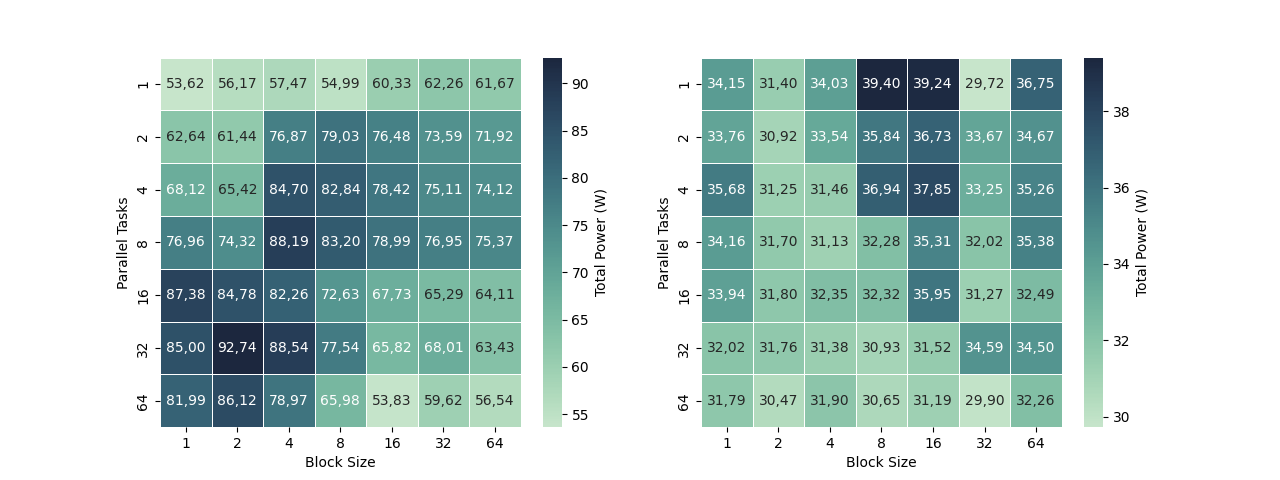 1 53,62 56,17 57,47 54,99 60,33 62,26 61,67
2 62,64 61,44 76,87 79,03 76,48 73,59 71,92
4 68,12 65,42 84,70 82,84 78,42 75,11 74,12
8 76,96 74,32 88,19 83,20 78,99 76,95 75,37
16 87,38 84,78 82,26 72,63 67,73 65,29 64,11
32 85,00 92,74 88,54 77,54 65,82 68,01 63,43
64 81,99 86,12 78,97 65,98 53,83 59,62 56,54
1 2 4 8 16 32 64
Block Size
Parallel Tasks
90
85
80
75
70
65
60
55
Total Power (W)
1 34,15 31,40 34,03 39,40 39,24 29,72 36,75
2 33,76 30,92 33,54 35,84 36,73 33,67 34,67
4 35,68 31,25 31,46 36,94 37,85 33,25 35,26
8 34,16 31,70 31,13 32,28 35,31 32,02 35,38
16 33,94 31,80 32,35 32,32 35,95 31,27 32,49
32 32,02 31,76 31,38 30,93 31,52 34,59 34,50
64 31,79 30,47 31,90 30,65 31,19 29,90 32,26
1 2 4 8 16 32 64
Block Size
Parallel Tasks
38
36
34
32
30
Total Power (W)